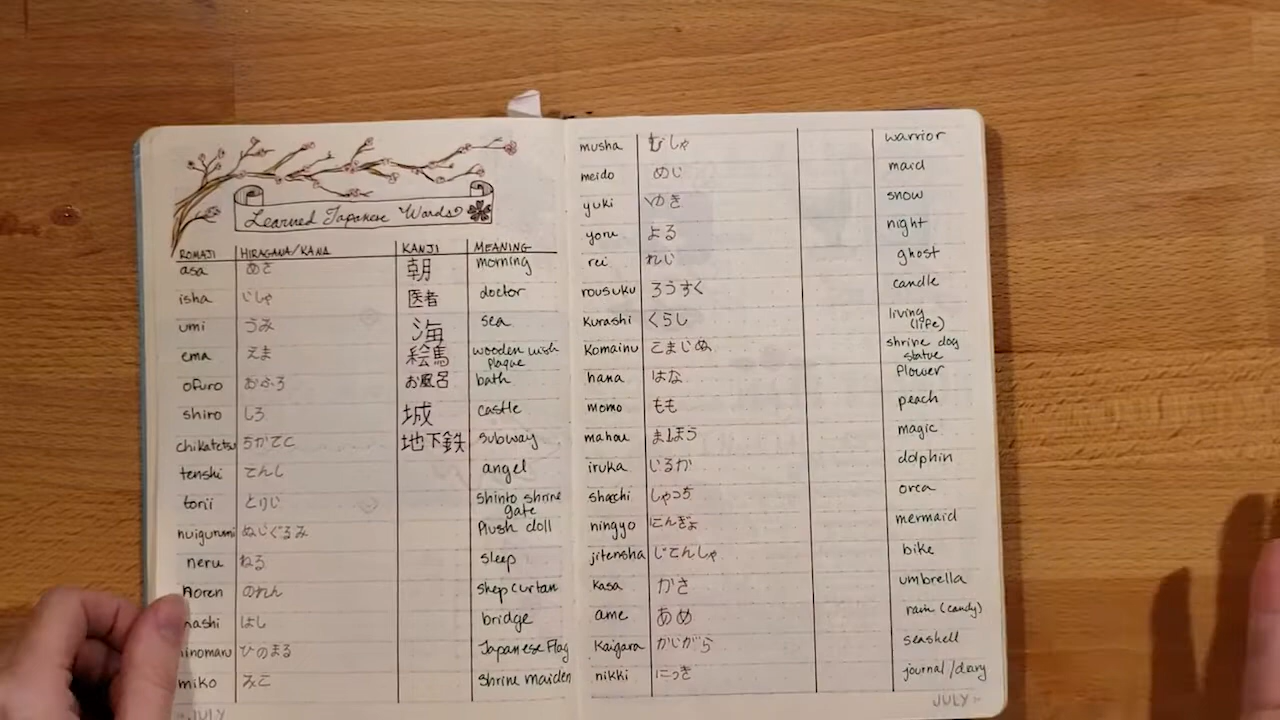 Learned Japanese Words
ROMAJI HIRAGANA/KANA KANJI MEANING
asa あさ 朝 morning
isha いしゃ 医者 doctor
umi うみ 海 sea
ema えま 絵馬 wooden wish plaque
ofuro おふろ お風呂 bath
shiro しろ 城 castle
chikatetsu ちかてつ 地下鉄 subway
tenshi てんし angel
torii とりい Shinto shrine gate
nuigurumi ぬいぐるみ Plush doll
neru ねる sleep
noren のれん shop curtain
hashi はし bridge
hinomaru ひのまる Japanese Flag
miko みこ Shrine maiden
JULY
musha むしゃ warrior
meido めじ maid
yuki ゆき snow
yoru よる night
rei れい ghost
rousuku ろうすく candle
Kurashi くらし living (life)
Komainu こまいぬ shrine dog statue
hana はな Flower
momo もも peach
mahou まほう magic
iruka いるか dolphin
shachi しゃっち orca
ningyo にんぎょ mermaid
jitensha じてんしゃ bike
Kasa かさ umbrella
ame あめ rain (candy)
Kaigara かいがら seashell
nikki にっき journal/diary
JULY